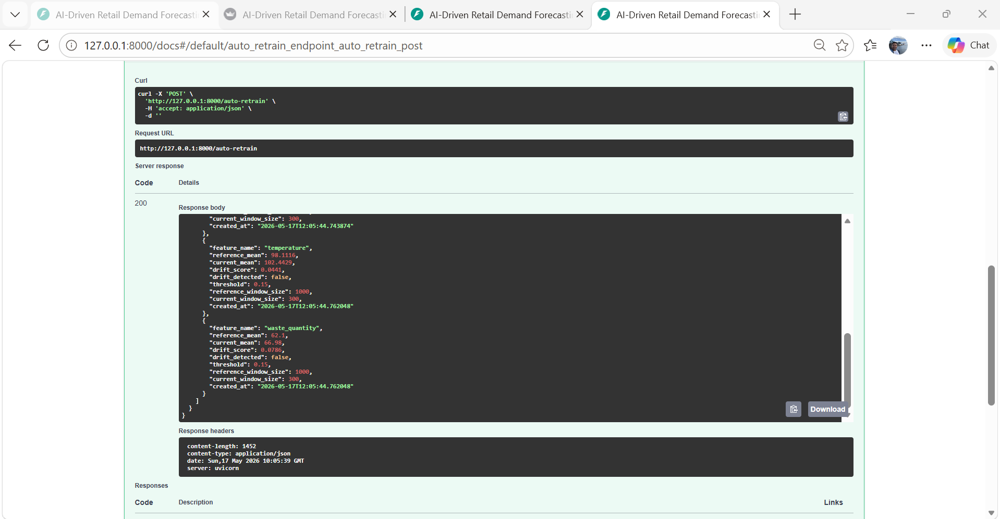 AI-Driven Retail Demand Forecasti
AI-Driven Retail Demand Forecasti
AI-Driven Retail Demand Forecasti
AI-Driven Retail Demand Forecasti
127.0.0.1:8000/docs#/default/auto_retrain_endpoint_auto_retrain_post
Chat
Curl
curl -X 'POST' \
'http://127.0.0.1:8000/auto-retrain' \
-H 'accept: application/json' \
-d ''
Request URL
http://127.0.0.1:8000/auto-retrain
Server response
Code Details
200
Response body
"current_window_size": 300,
"created_at": "2026-05-17T12:05:44.743874"
},
{
"feature_name": "temperature",
"reference_mean": 98.1116,
"current_mean": 102.4429,
"drift_score": 0.0441,
"drift_detected": false,
"threshold": 0.15,
"reference_window_size": 1000,
"current_window_size": 300,
"created_at": "2026-05-17T12:05:44.762048"
},
{
"feature_name": "waste_quantity",
"reference_mean": 62.1,
"current_mean": 66.98,
"drift_score": 0.0786,
"drift_detected": false,
"threshold": 0.15,
"reference_window_size": 1000,
"current_window_size": 300,
"created_at": "2026-05-17T12:05:44.762048"
}
]
}
}
Download
Response headers
content-length: 1452
content-type: application/json
date: Sun,17 May 2026 10:05:39 GMT
server: uvicorn
Responses
Code Description Links